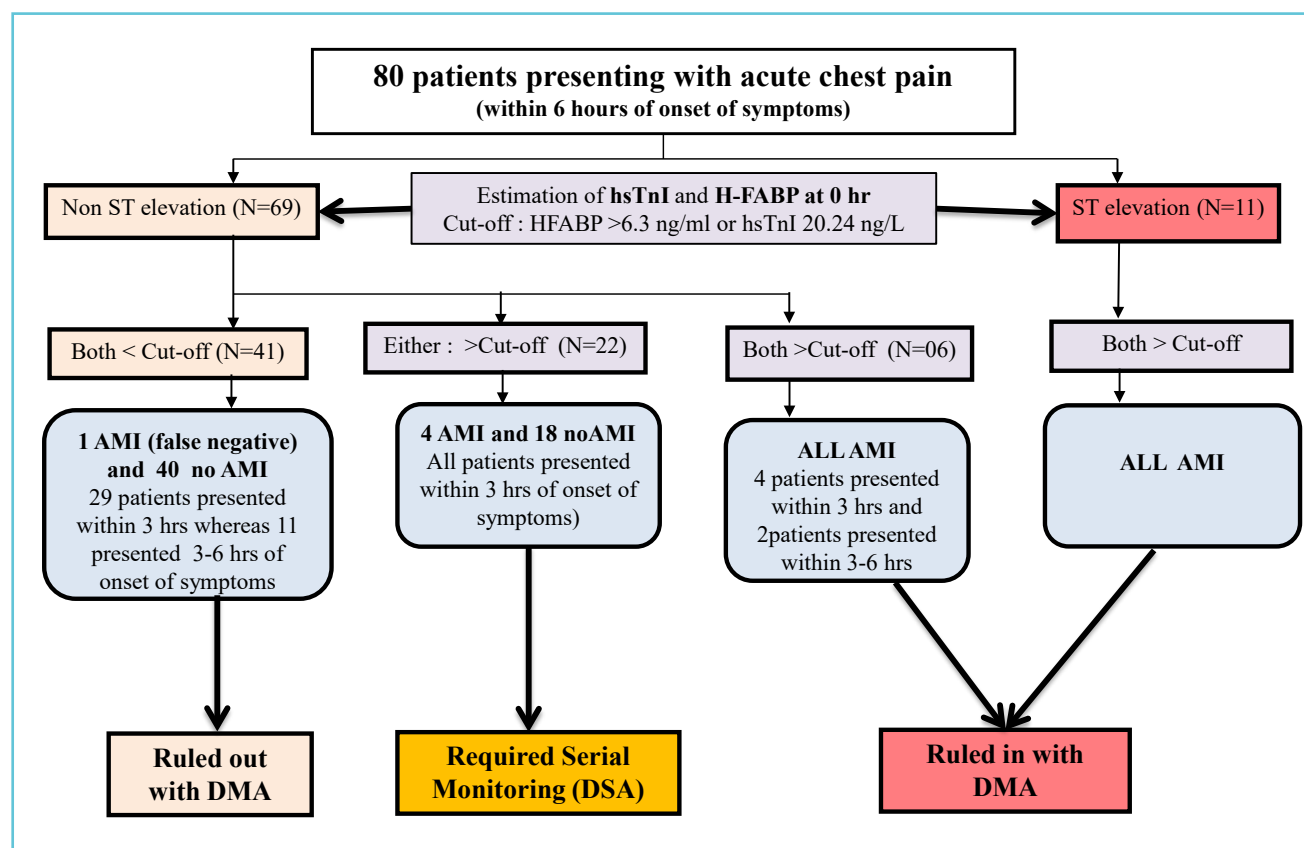 80 patients presenting with acute chest pain
(within 6 hours of onset of symptoms)
Non ST elevation (N=69)
Estimation of hsTnI and H-FABP at 0 hr
Cut-off : HFABP >6.3 ng/ml or hsTnI 20.24 ng/L
ST elevation (N=11)
Both < Cut-off (N=41)
Either : >Cut-off (N=22)
Both >Cut-off (N=06)
Both > Cut-off
1 AMI (false negative)
and 40 no AMI
29 patients presented
within 3 hrs whereas 11
presented 3-6 hrs of
onset of symptoms
4 AMI and 18 noAMI
All patients presented
within 3 hrs of onset of
symptoms)
ALL AMI
4 patients presented
within 3 hrs and
2patients presented
within 3-6 hrs
ALL AMI
Ruled out
with DMA
Required Serial
Monitoring (DSA)
Ruled in with
DMA